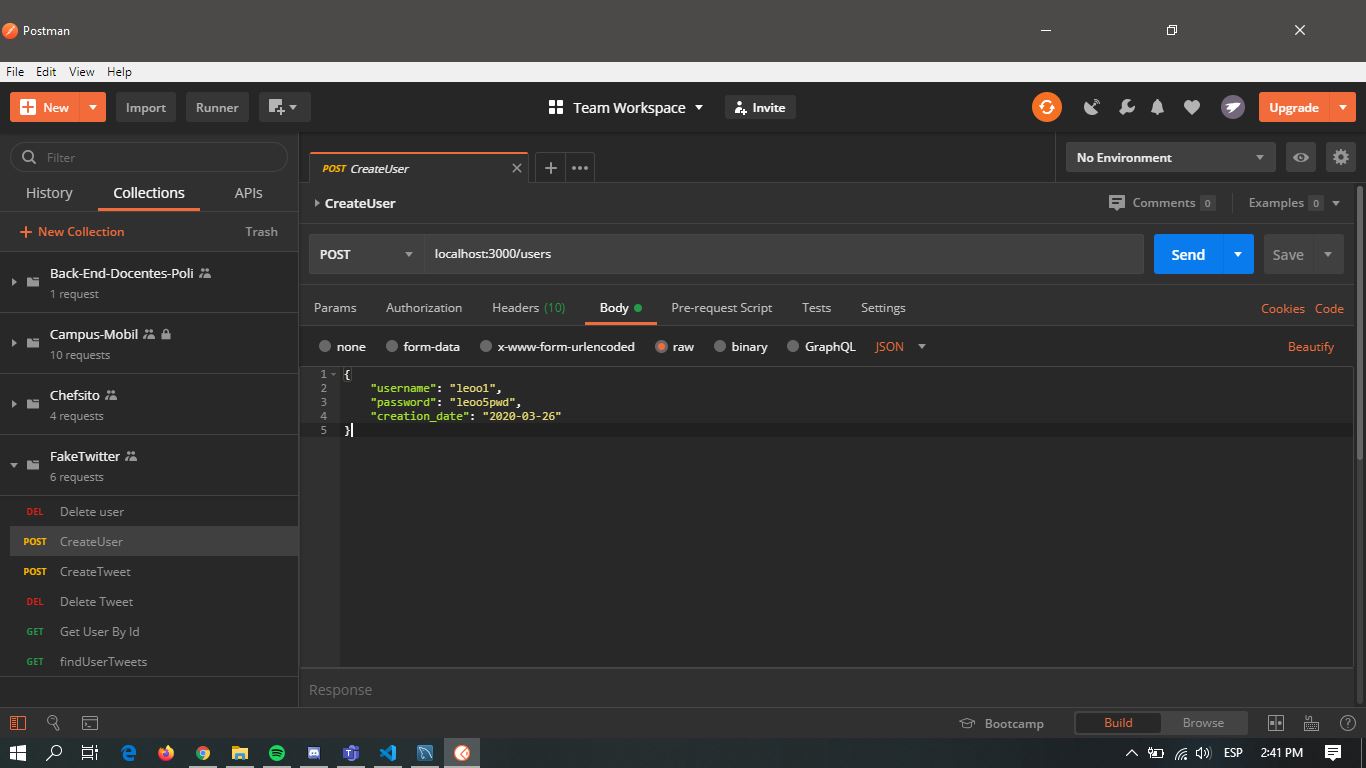 Postman
File Edit View Help
New Import Runner Team Workspace Invite Upgrade
Filter
History Collections APIs
New Collection Trash
Back-End-Docentes-Poli
1 request
Campus-Mobil
10 requests
Chefsito
4 requests
FakeTwitter
6 requests
DEL Delete user
POST CreateUser
POST CreateTweet
DEL Delete Tweet
GET Get User By Id
GET findUserTweets
POST CreateUser
No Environment
CreateUser Comments 0 Examples 0
POST localhost:3000/users Send Save
Params Authorization Headers (10) Body Pre-request Script Tests Settings Cookies Code
none form-data x-www-form-urlencoded raw binary GraphQL JSON Beautify
1 {
2 "username": "leoo1",
3 "password": "leoo5pwd",
4 "creation_date": "2020-03-26"
5 }
Response
Bootcamp Build Browse
ESP 2:41 PM